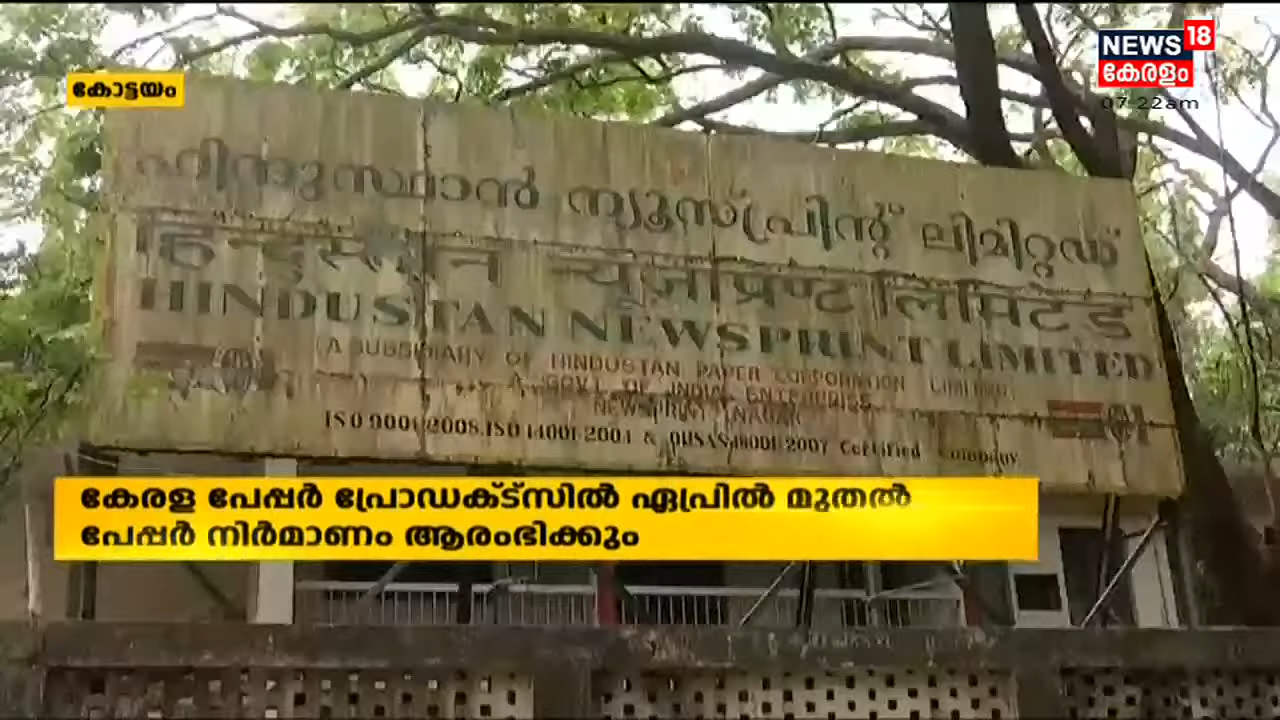 NEWS 18
കേരളം
07:22am
കോട്ടയം
ഹിന്ദുസ്ഥാൻ ന്യൂസ്പ്രിന്റ് ലിമിറ്റഡ്
हिन्दुस्तान न्यूज़प्रिण्ट लिमिटेड
HINDUSTAN NEWSPRINT LIMITED
(A SUBSIDIARY OF HINDUSTAN PAPER CORPORATION LIMITED,
A GOVT. OF INDIA ENTERPRISE
NEWSPRINT NAGAR
ISO 9001:2008, ISO 14001:2004 & OHSAS 18001:2007 Certified Company
കേരള പേപ്പർ പ്രോഡക്ട്സിൽ ഏപ്രിൽ മുതൽ
പേപ്പർ നിർമാണം ആരംഭിക്കും